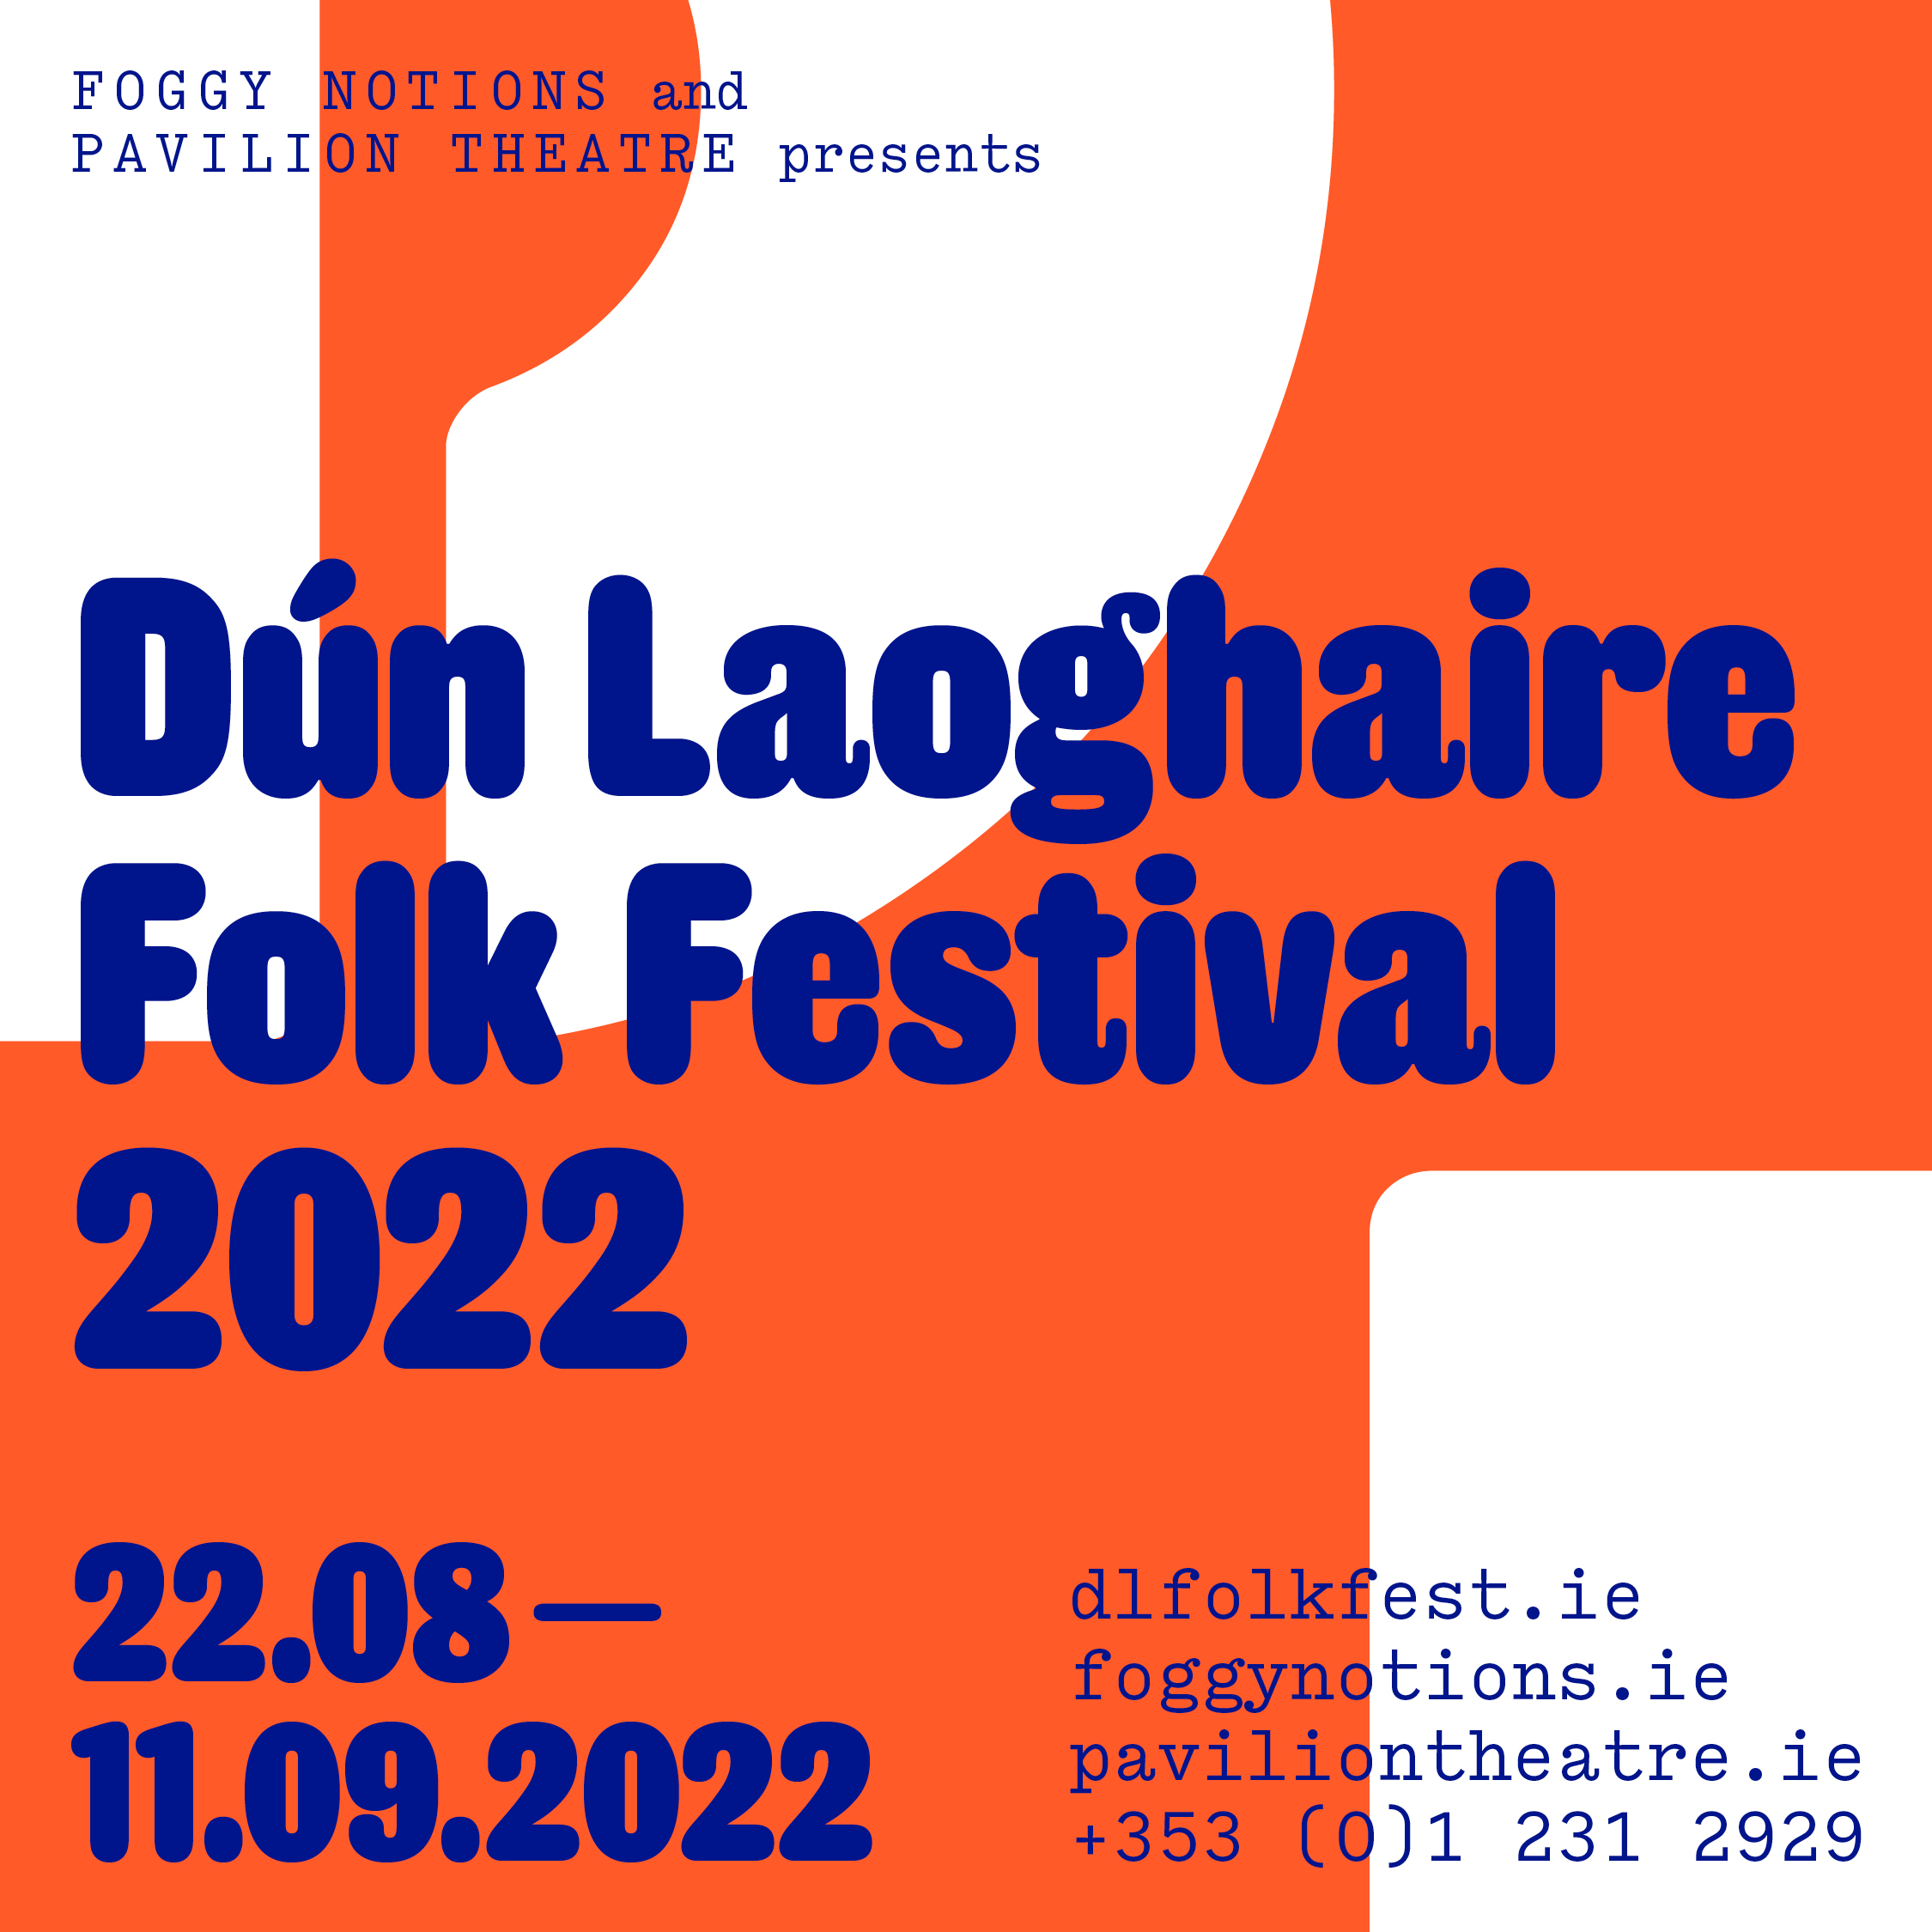 FOGGY NOTIONS and
PAVILION THEATRE presents
Dún Laoghaire
Folk Festival
2022
22.08—
11.09.2022
dlfolkfest.ie
foggynotions.ie
paviliontheatre.ie
+353 (0)1 231 2929